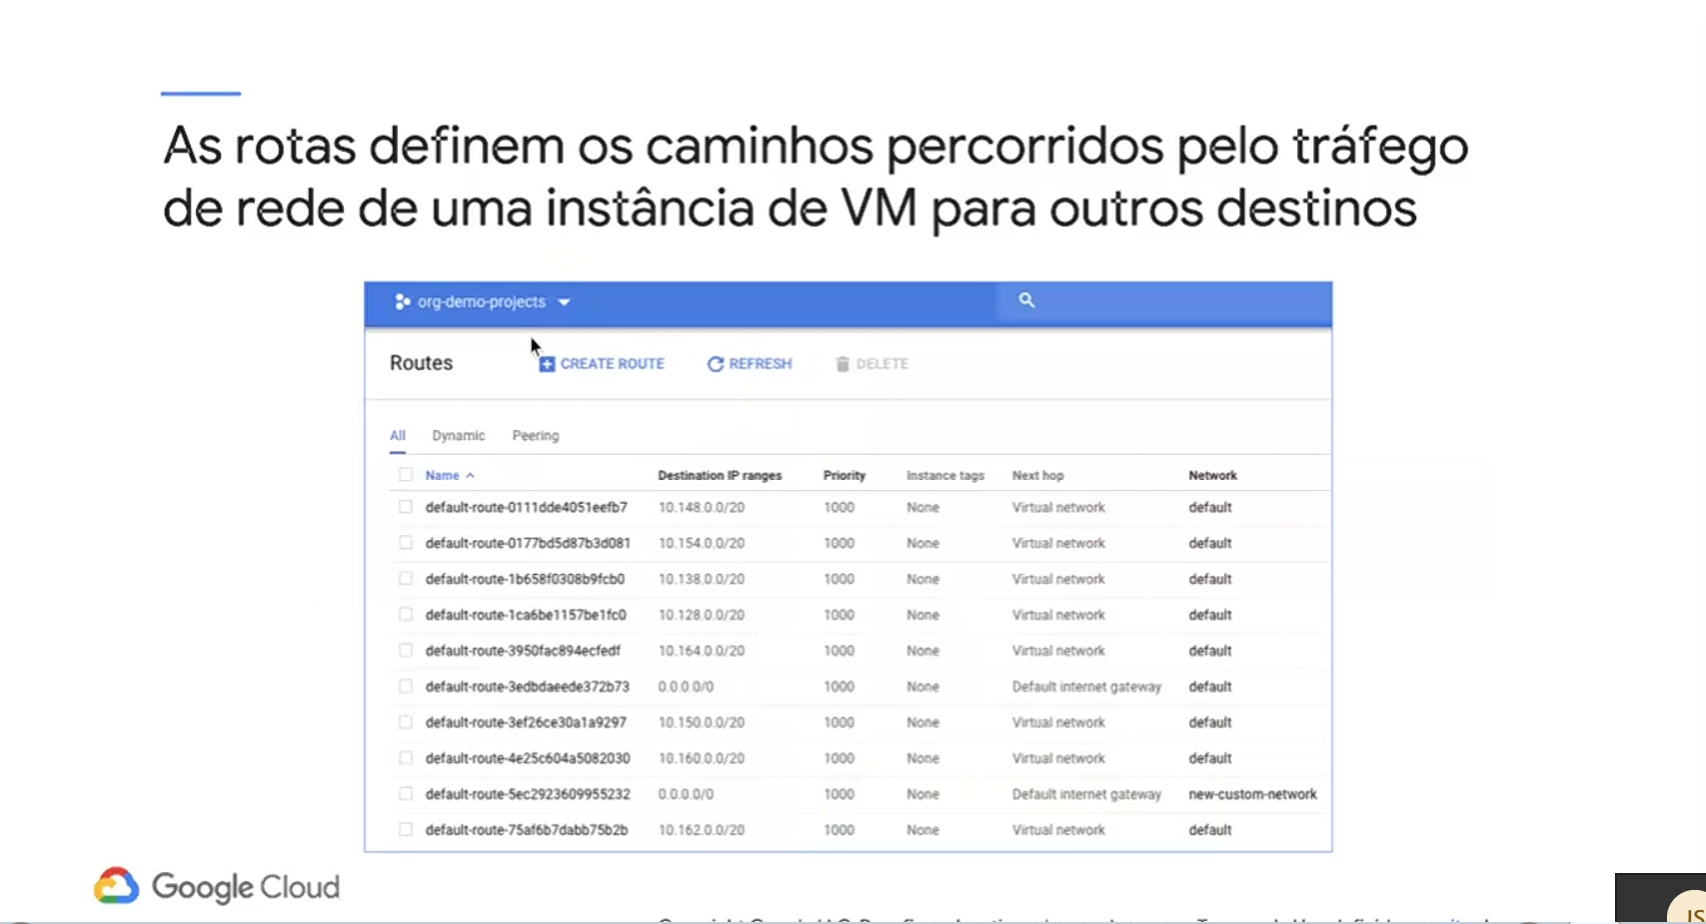 As rotas definem os caminhos percorridos pelo tráfego
de rede de uma instância de VM para outros destinos
org-demo-projects
Routes CREATE ROUTE REFRESH DELETE
All Dynamic Peering
Name Destination IP ranges Priority Instance tags Next hop Network
default-route-0111dde4051eefb7 10.148.0.0/20 1000 None Virtual network default
default-route-0177bd5d87b3d081 10.154.0.0/20 1000 None Virtual network default
default-route-1b658f0308b9fcb0 10.138.0.0/20 1000 None Virtual network default
default-route-1ca6be1157be1fc0 10.128.0.0/20 1000 None Virtual network default
default-route-3950fac894ecfedf 10.164.0.0/20 1000 None Virtual network default
default-route-3edbdaeede372b73 0.0.0.0/0 1000 None Default internet gateway default
default-route-3ef26ce30a1a9297 10.150.0.0/20 1000 None Virtual network default
default-route-4e25c604a5082030 10.160.0.0/20 1000 None Virtual network default
default-route-5ec2923609955232 0.0.0.0/0 1000 None Default internet gateway new-custom-network
default-route-75af6b7dabb75b2b 10.162.0.0/20 1000 None Virtual network default
Google Cloud